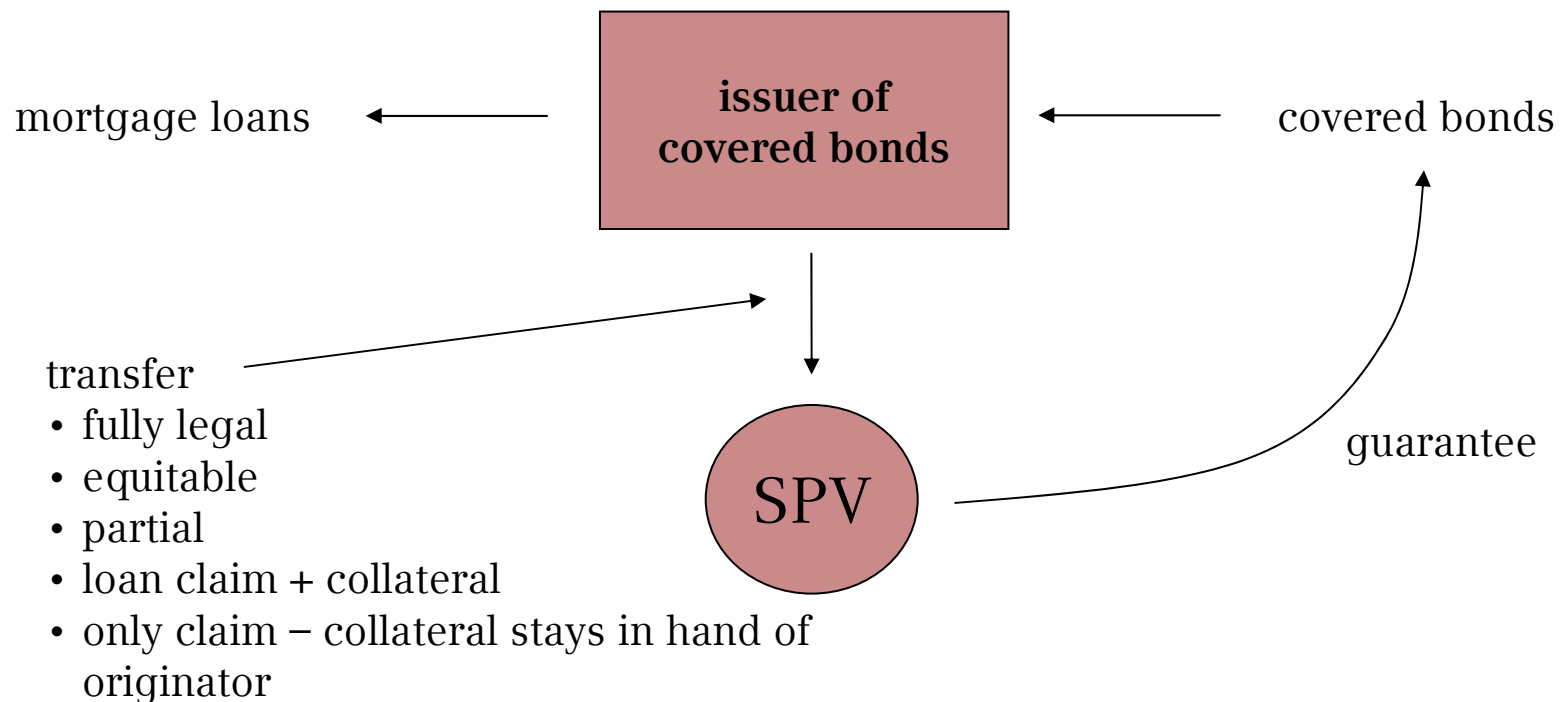 issuer of
covered bonds
mortgage loans
covered bonds
transfer
• fully legal
• equitable
• partial
• loan claim + collateral
• only claim – collateral stays in hand of
originator
SPV
guarantee